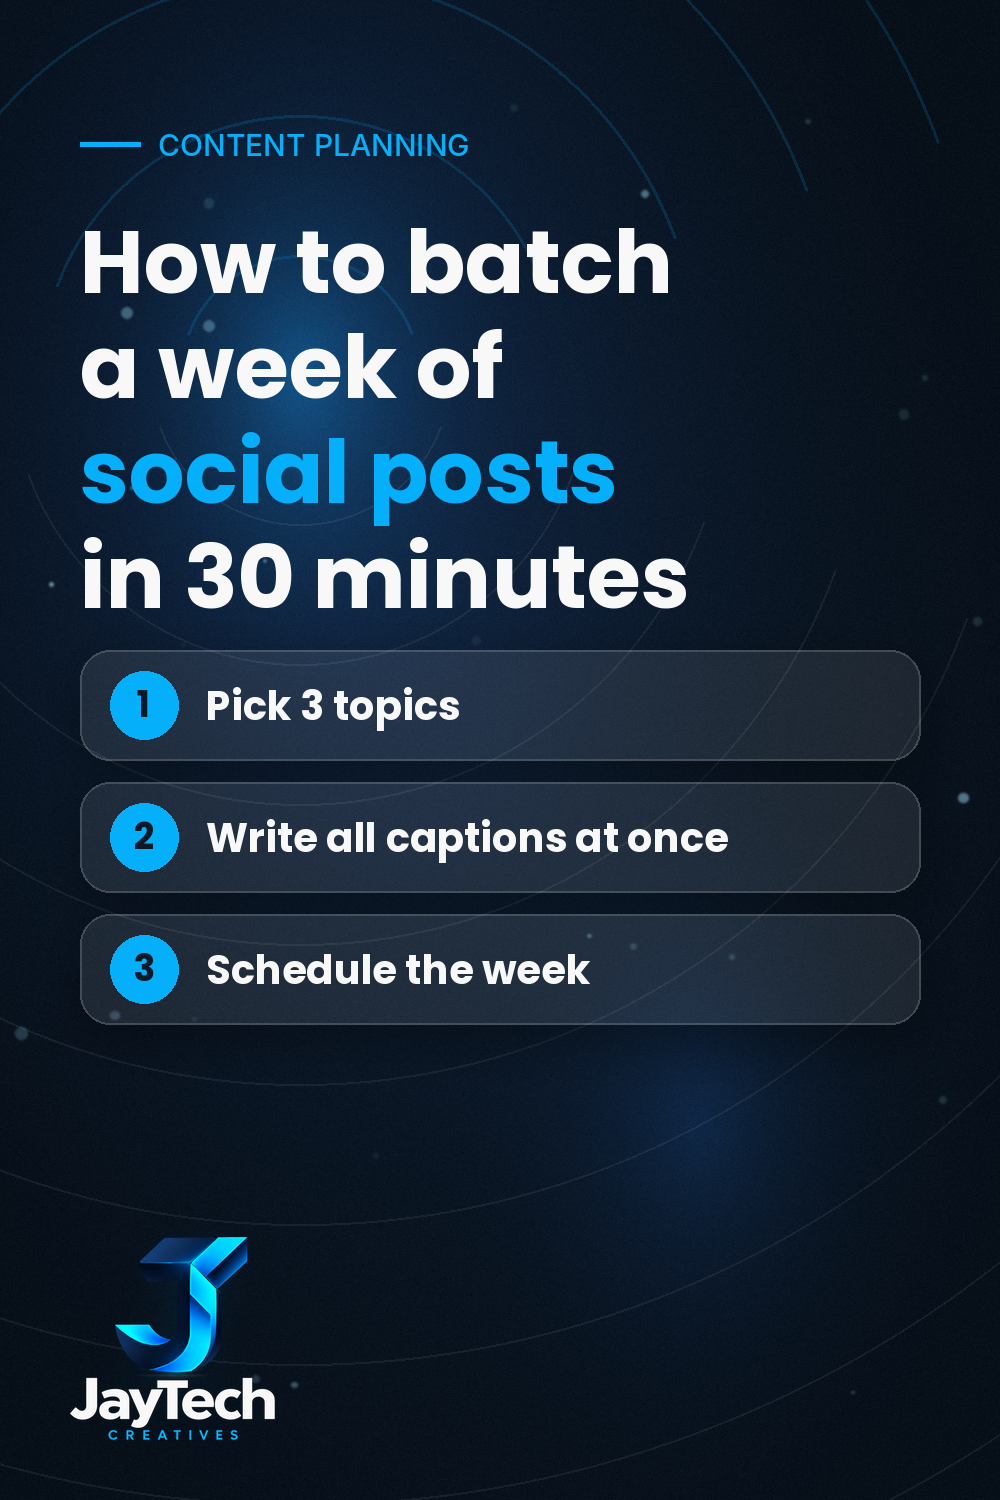 CONTENT PLANNING
How to batch
a week of
social posts
in 30 minutes
1 Pick 3 topics
2 Write all captions at once
3 Schedule the week
JayTech
CREATIVES